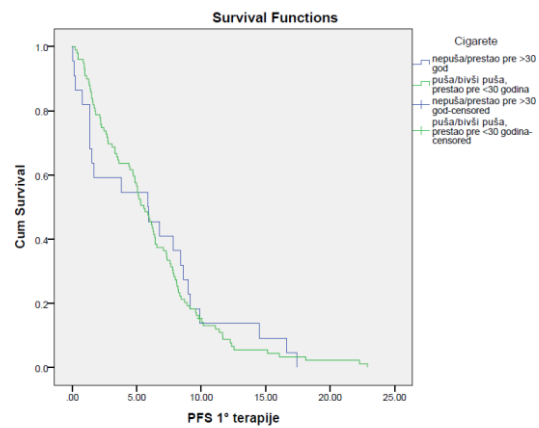 Survival Functions
Cum Survival
1.0
0.8
0.6
0.4
0.2
0.0
.00 5.00 10.00 15.00 20.00 25.00
PFS 1° terapije
Cigarete
nepuša/prestao pre >30
god
puša/bivši puša,
prestao pre <30 godina
nepuša/prestao pre >30
god-censored
puša/bivši puša,
prestao pre <30 godina-
censored